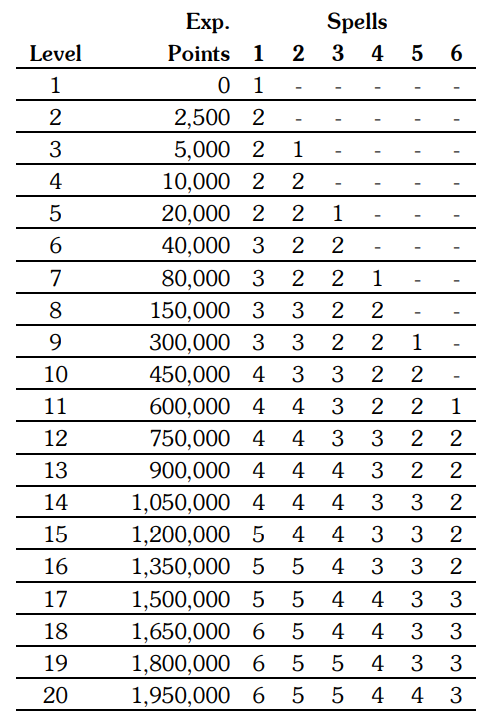 Exp. Spells
Level Points 1 2 3 4 5 6
1 0 1 - - - - -
2 2,500 2 - - - - -
3 5,000 2 1 - - - -
4 10,000 2 2 - - - -
5 20,000 2 2 1 - - -
6 40,000 3 2 2 - - -
7 80,000 3 2 2 1 - -
8 150,000 3 3 2 2 - -
9 300,000 3 3 2 2 1 -
10 450,000 4 3 3 2 2 -
11 600,000 4 4 3 2 2 1
12 750,000 4 4 3 3 2 2
13 900,000 4 4 4 3 2 2
14 1,050,000 4 4 4 3 3 2
15 1,200,000 5 4 4 3 3 2
16 1,350,000 5 5 4 3 3 2
17 1,500,000 5 5 4 4 3 3
18 1,650,000 6 5 4 4 3 3
19 1,800,000 6 5 5 4 3 3
20 1,950,000 6 5 5 4 4 3